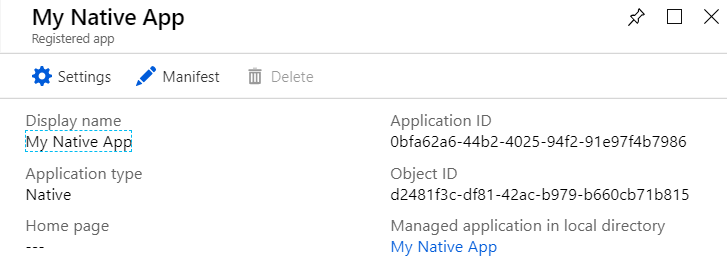 My Native App
Registered app
Settings Manifest Delete
Display name
My Native App
Application ID
0bfa62a6-44b2-4025-94f2-91e97f4b7986
Application type
Native
Object ID
d2481f3c-df81-42ac-b979-b660cb71b815
Home page
---
Managed application in local directory
My Native App